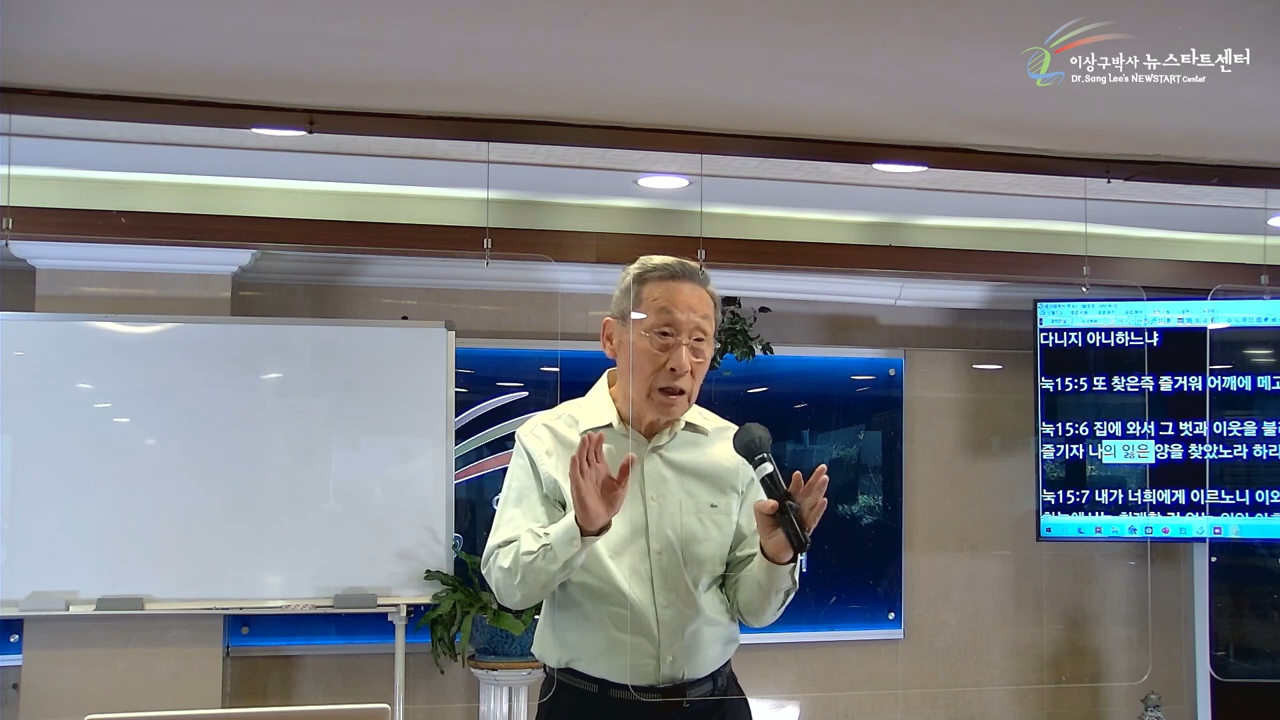 이상구박사 뉴스타트센터
Dr. Sang Lee's NEWSTART Center
다니지 아니하느냐
눅15:5 또 찾은즉 즐거워 어깨에 메고
눅15:6 집에 와서 그 벗과 이웃을
즐기자 나의 잃은 양을 찾았노라 하리
눅15:7 내가 너희에게 이르노니 이와